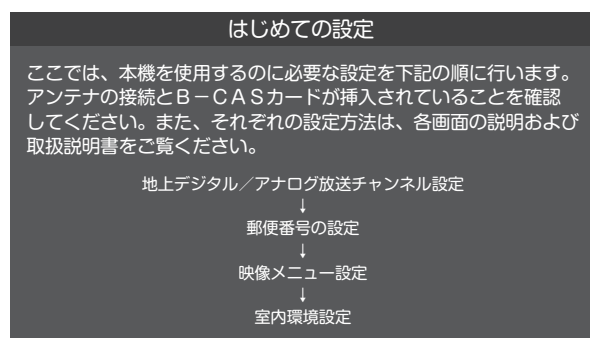 はじめての設定
ここでは、本機を使用するのに必要な設定を下記の順に行います。
アンテナの接続とＢ－ＣＡＳカードが挿入されていることを確認
してください。また、それぞれの設定方法は、各画面の説明および
取扱説明書をご覧ください。
地上デジタル／アナログ放送チャンネル設定
↓
郵便番号の設定
↓
映像メニュー設定
↓
室内環境設定